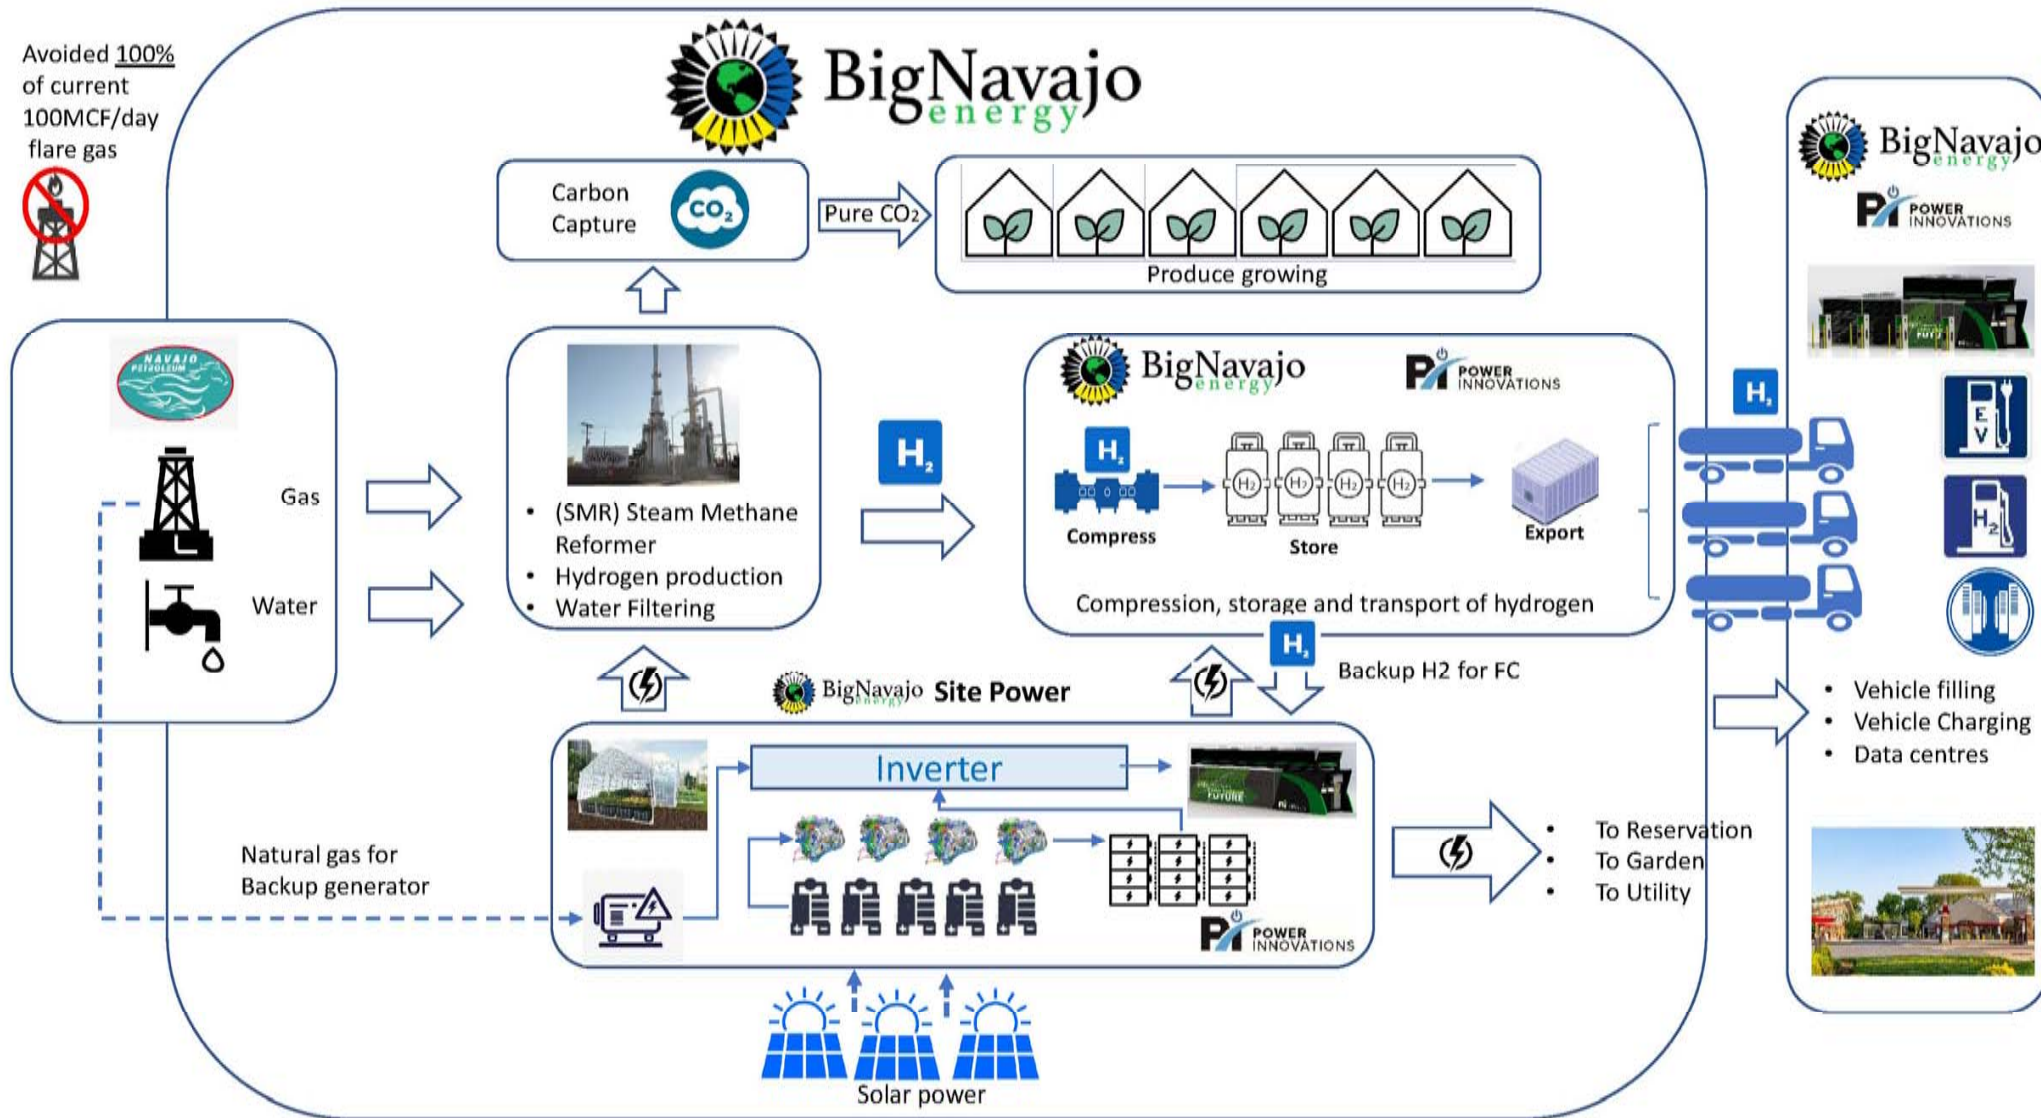 Avoided 100%
of current
100MCF/day
flare gas
BigNavajo
energy
BigNavajo
energy
POWER
INNOVATIONS
Carbon
Capture
CO₂
Pure CO₂
Produce growing
NAVAJO
PETROLEUM
Gas
Water
• (SMR) Steam Methane
Reformer
• Hydrogen production
• Water Filtering
H₂
BigNavajo
energy
Pi POWER
INNOVATIONS
H₂
Compress
H₂ H₂ H₂ H₂
Store
Export
Compression, storage and transport of hydrogen
H₂
EV
H₂
• Vehicle filling
• Vehicle Charging
• Data centres
H₂
Backup H2 for FC
BigNavajo
energy
Site Power
Inverter
FUTURE
Pi POWER
INNOVATIONS
Natural gas for
Backup generator
• To Reservation
• To Garden
• To Utility
Solar power